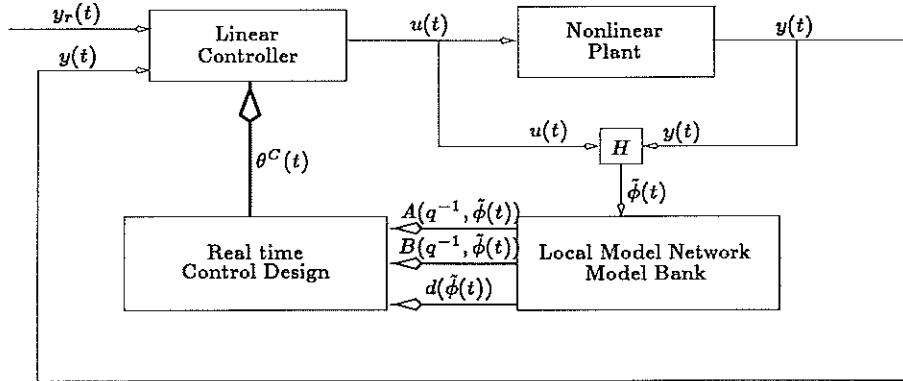 y_r(t)
Linear
Controller
u(t)
Nonlinear
Plant
y(t)
y(t)
u(t)
H
y(t)
θ^C(t)
ϕ̃(t)
A(q^{-1}, ϕ̃(t))
Real time
Control Design
B(q^{-1}, ϕ̃(t))
Local Model Network
Model Bank
d(ϕ̃(t))